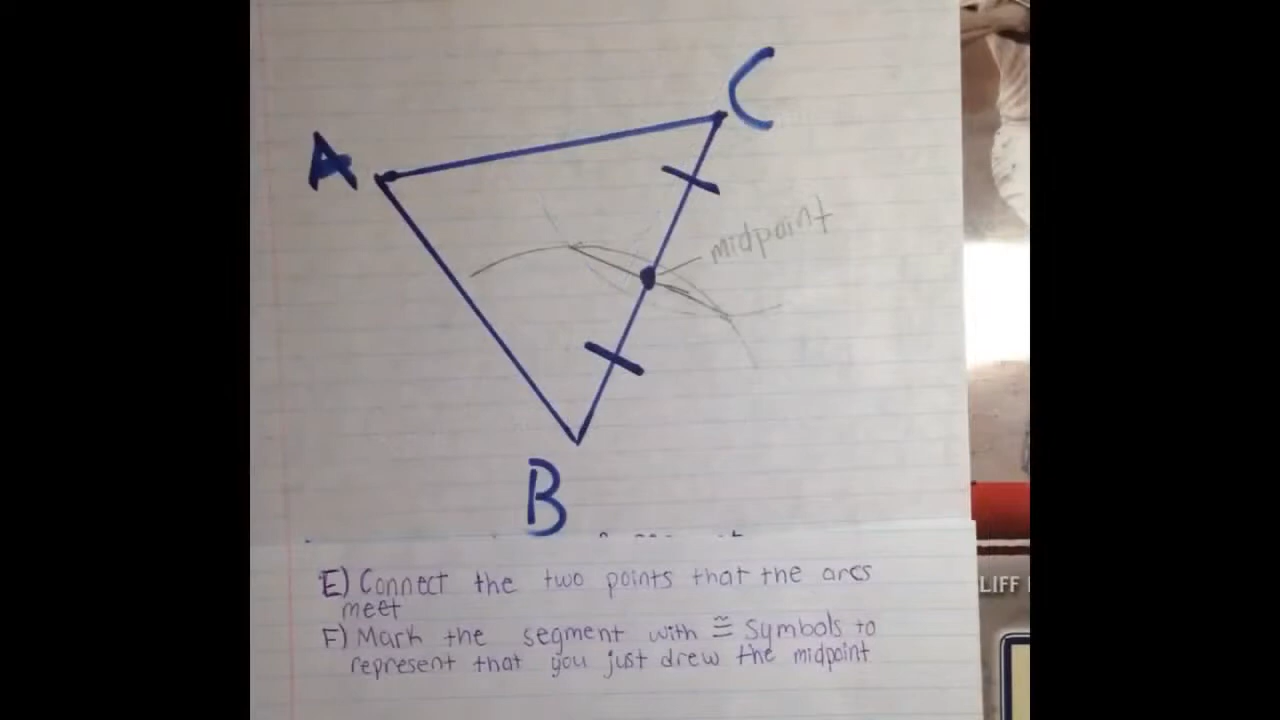 C
A
midpoint
B
E) Connect the two points that the arcs
meet
F) Mark the segment with ≅ symbols to
represent that you just drew the midpoint
LIFF